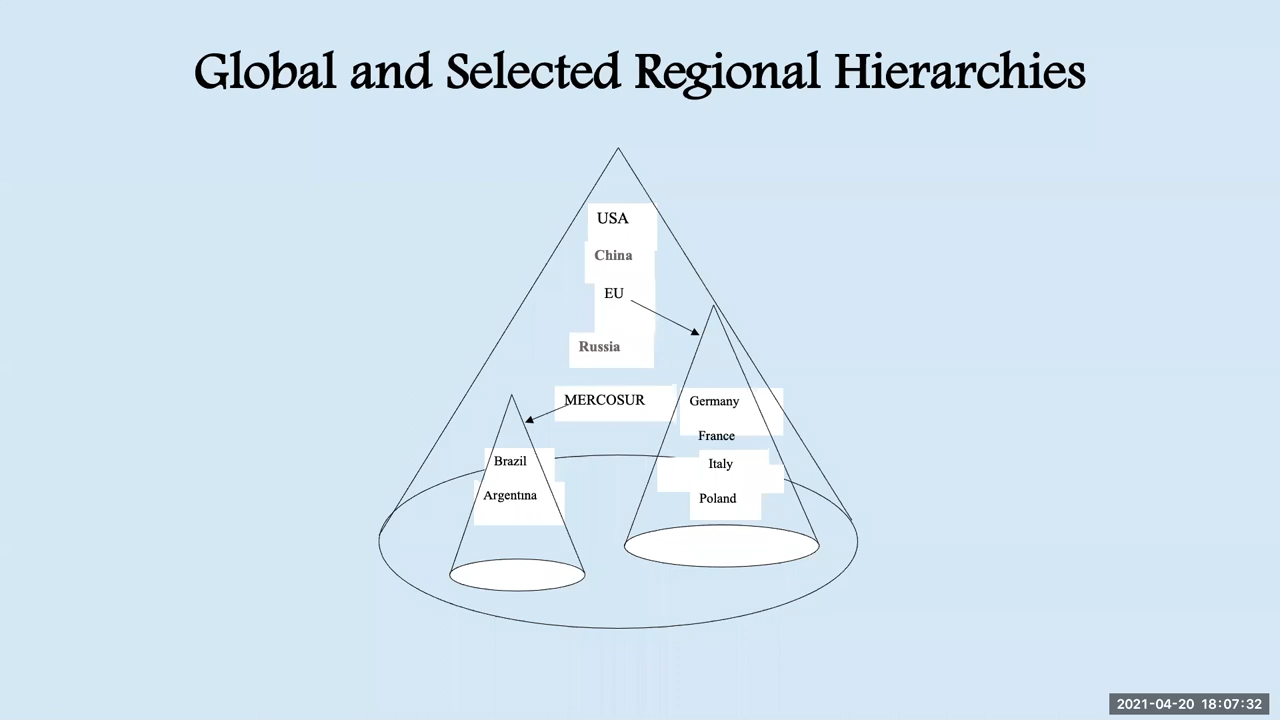 Global and Selected Regional Hierarchies
USA
China
EU
Russia
MERCOSUR
Germany
France
Italy
Poland
Brazil
Argentina
2021-04-20 18:07:32